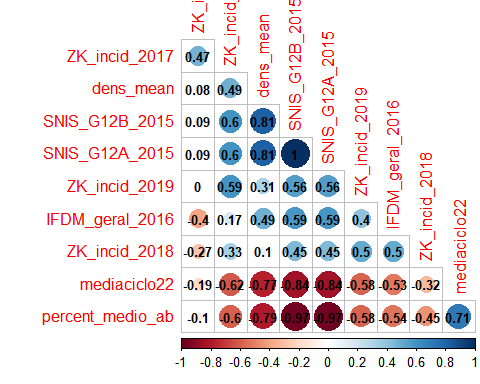 ZK_i
ZK_incid_
dens_mean
SNIS_G12B_2015
SNIS_G12A_2015
ZK_incid_2019
IFDM_geral_2016
ZK_incid_2018
mediaciclo22
ZK_incid_2017 0.47
dens_mean 0.08 0.49
SNIS_G12B_2015 0.09 0.6 0.81
SNIS_G12A_2015 0.09 0.6 0.81 1
ZK_incid_2019 0 0.59 0.31 0.56 0.56
IFDM_geral_2016 -0.4 0.17 0.49 0.59 0.59 0.4
ZK_incid_2018 -0.27 0.33 0.1 0.45 0.45 0.5 0.5
mediaciclo22 -0.19 -0.62 -0.77 -0.84 -0.84 -0.58 -0.53 -0.32
percent_medio_ab -0.1 -0.6 -0.79 -0.97 -0.97 -0.58 -0.54 -0.45 0.71
-1 -0.8 -0.6 -0.4 -0.2 0 0.2 0.4 0.6 0.8 1